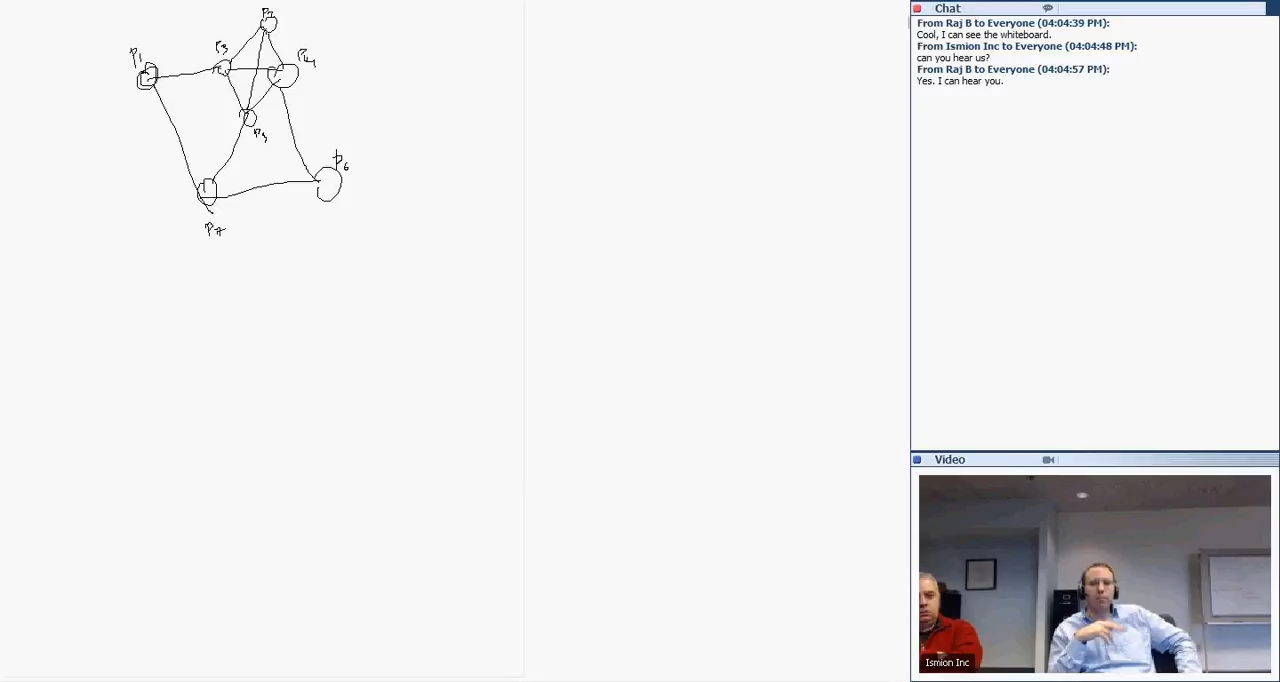 P2
P3
P4
P1
P5
P6
P7
Chat
From Raj B to Everyone (04:04:39 PM):
Cool, I can see the whiteboard.
From Ismion Inc to Everyone (04:04:48 PM):
can you hear us?
From Raj B to Everyone (04:04:57 PM):
Yes. I can hear you.
Video
Ismion Inc